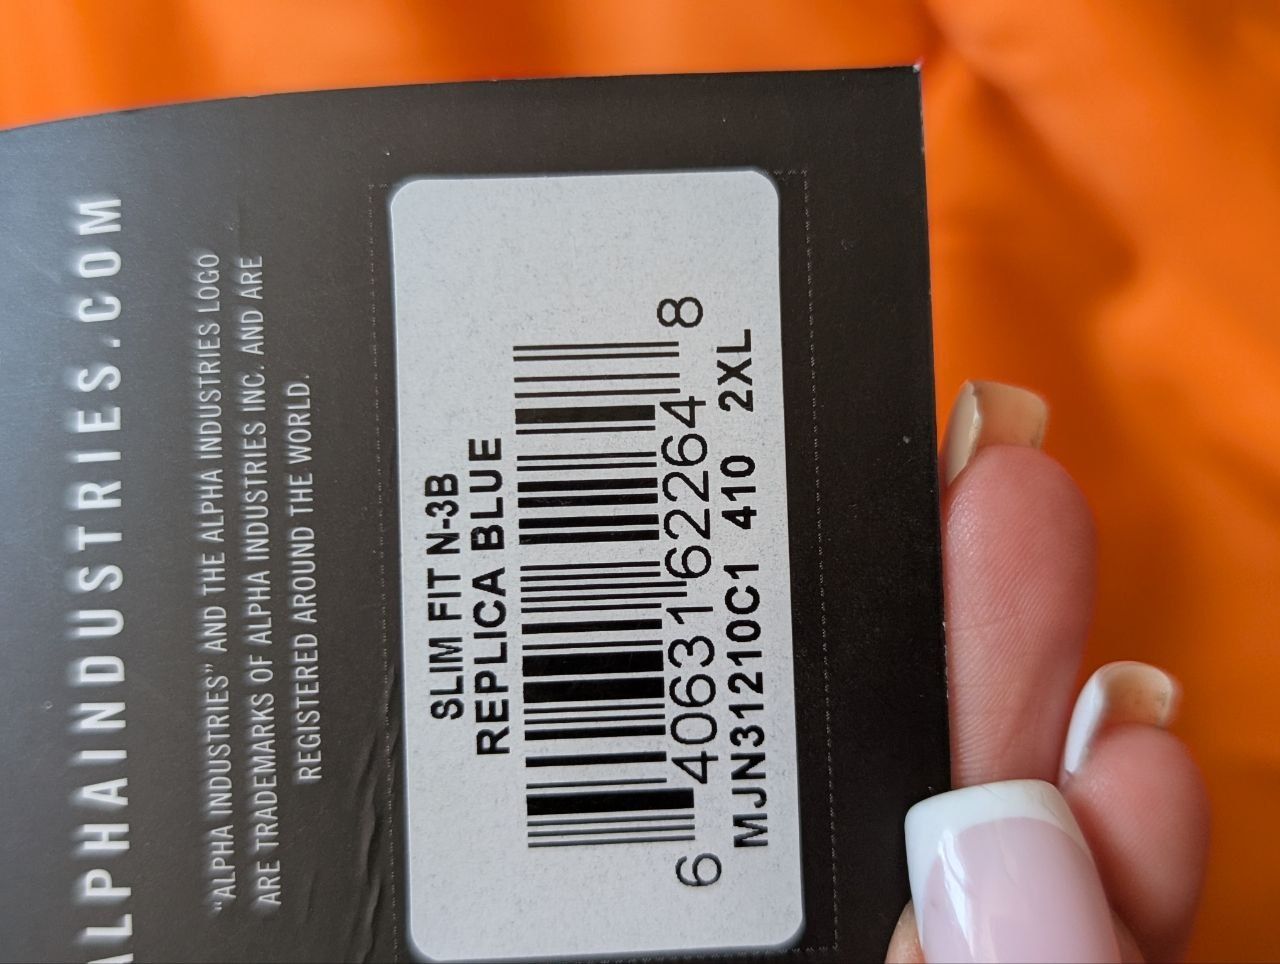 ALPHAINDUSTRIES.COM
"ALPHA INDUSTRIES" AND THE ALPHA INDUSTRIES LOGO
ARE TRADEMARKS OF ALPHA INDUSTRIES INC. AND ARE
REGISTERED AROUND THE WORLD.
SLIM FIT N-3B
REPLICA BLUE
6 40631 62264 8
MJN31210C1 410 2XL